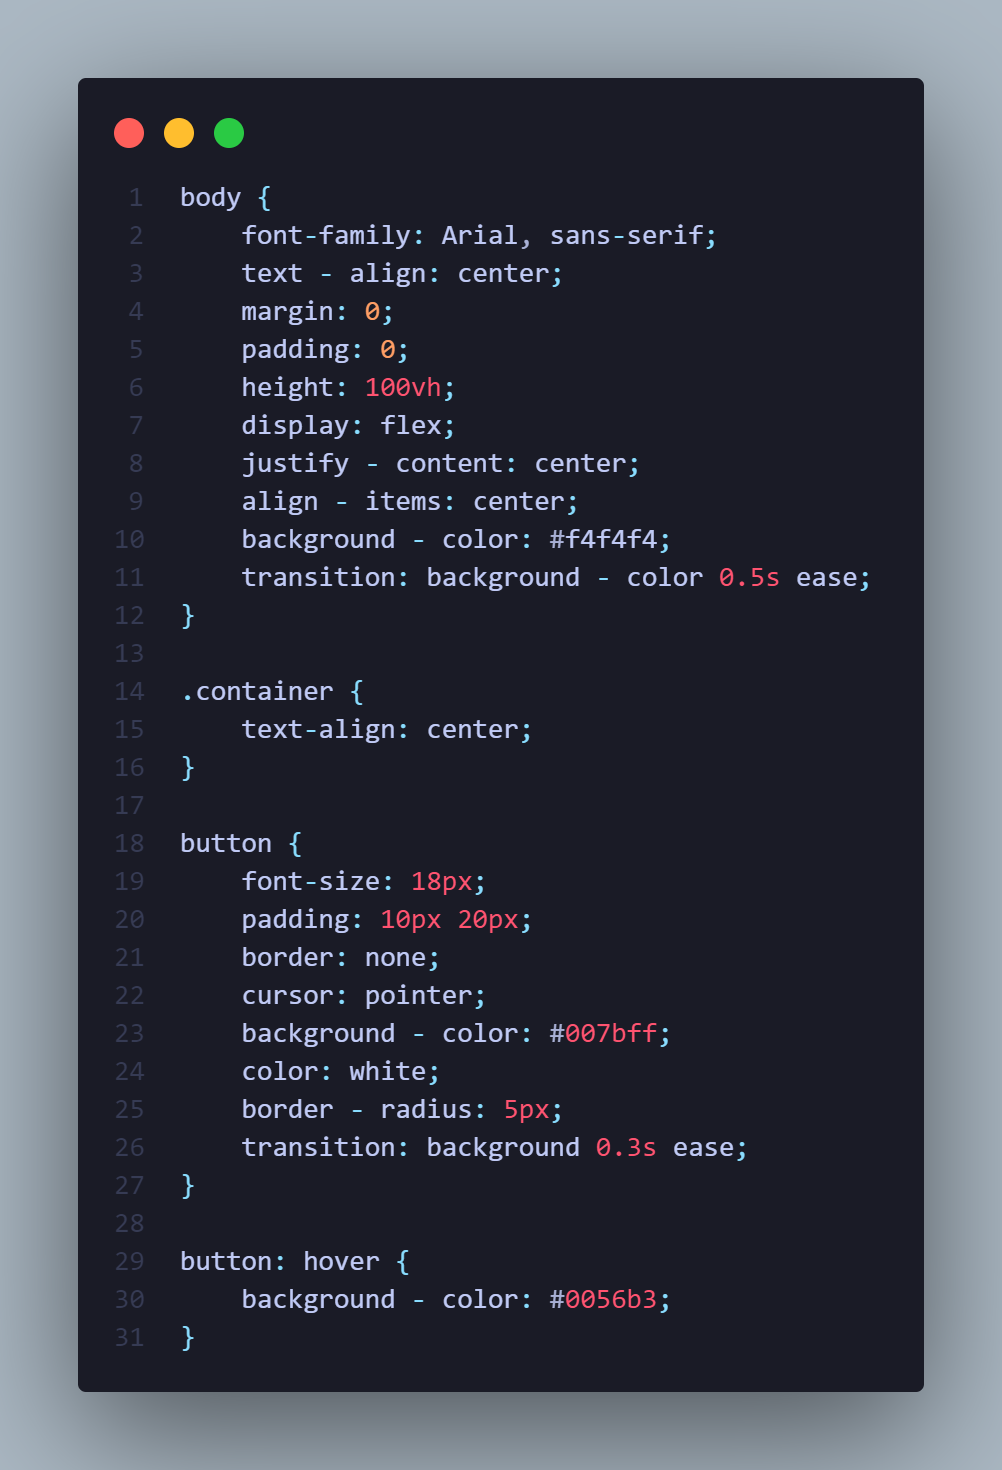 1 body {
2 font-family: Arial, sans-serif;
3 text - align: center;
4 margin: 0;
5 padding: 0;
6 height: 100vh;
7 display: flex;
8 justify - content: center;
9 align - items: center;
10 background - color: #f4f4f4;
11 transition: background - color 0.5s ease;
12 }
13
14 .container {
15 text-align: center;
16 }
17
18 button {
19 font-size: 18px;
20 padding: 10px 20px;
21 border: none;
22 cursor: pointer;
23 background - color: #007bff;
24 color: white;
25 border - radius: 5px;
26 transition: background 0.3s ease;
27 }
28
29 button: hover {
30 background - color: #0056b3;
31 }